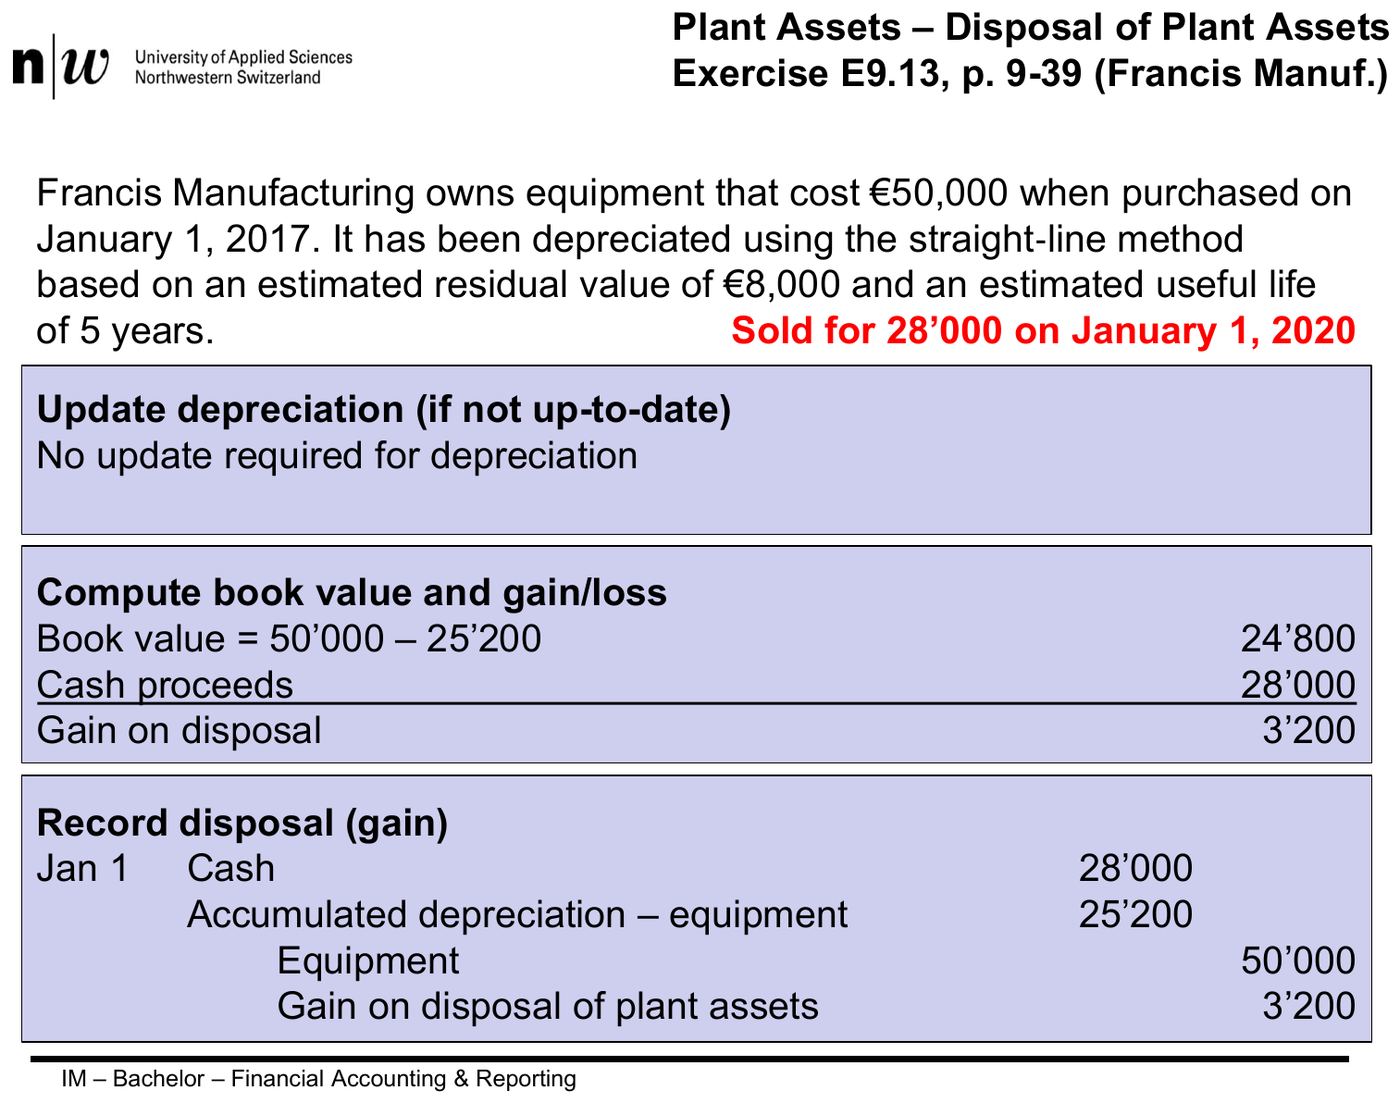 Plant Assets – Disposal of Plant Assets
Exercise E9.13, p. 9-39 (Francis Manuf.)
n w
University of Applied Sciences
Northwestern Switzerland
Francis Manufacturing owns equipment that cost €50,000 when purchased on
January 1, 2017. It has been depreciated using the straight-line method
based on an estimated residual value of €8,000 and an estimated useful life
of 5 years. Sold for 28’000 on January 1, 2020
Update depreciation (if not up-to-date)
No update required for depreciation
Compute book value and gain/loss
Book value = 50’000 – 25’200 24’800
Cash proceeds 28’000
Gain on disposal 3’200
Record disposal (gain)
Jan 1 Cash 28’000
Accumulated depreciation – equipment 25’200
Equipment 50’000
Gain on disposal of plant assets 3’200
IM – Bachelor – Financial Accounting & Reporting